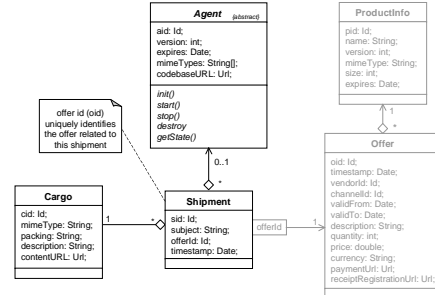 Agent {abstract}
aid: Id;
version: int;
expires: Date;
mimeTypes: String[];
codebaseURL: Url;
init()
start()
stop()
destroy
getState()
ProductInfo
pid: Id;
name: String;
version: int;
mimeType: String;
size: int;
expires: Date;
offer id (oid)
uniquely identifies
the offer related to
this shipment
0..1
*
1
*
Offer
oid: Id;
timestamp: Date;
vendorId: Id;
channelId: Id;
validFrom: Date;
validTo: Date;
description: String;
quantity: int;
price: double;
currency: String;
paymentUrl: Url;
receiptRegistrationUrl: Url;
Cargo
cid: Id;
mimeType: String;
packing: String;
description: String;
contentURL: Url;
1
*
Shipment
sid: Id;
subject: String;
offerId: Id;
timestamp: Date;
offerId
1